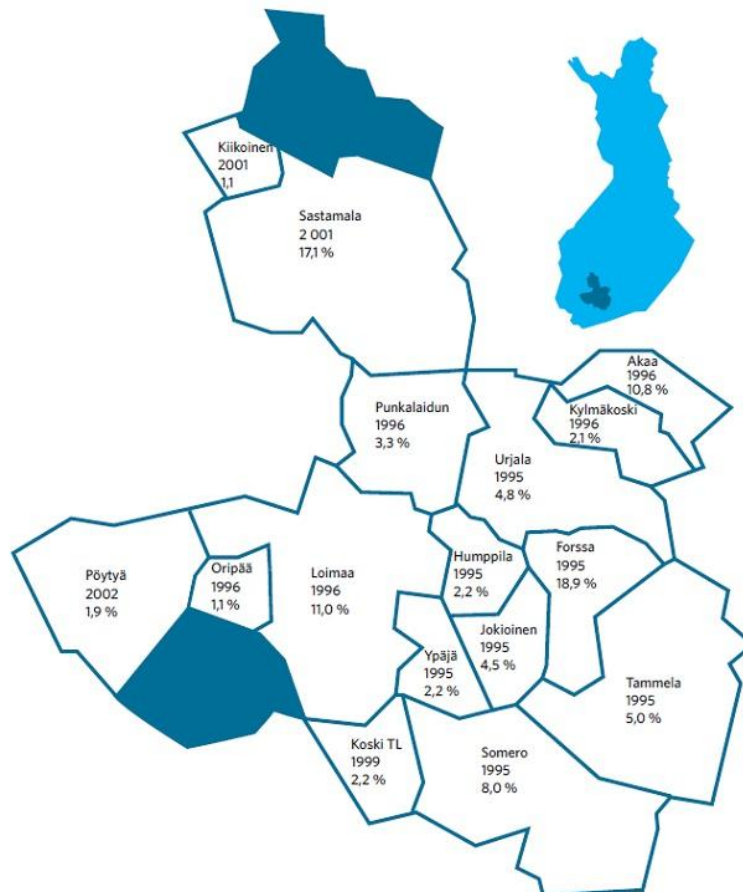 Kiikoinen
2001
1,1
Sastamala
2 001
17,1 %
Akaa
1996
10,8 %
Kylmäkoski
1996
2,1 %
Punkalaidun
1996
3,3 %
Urjala
1995
4,8 %
Pöytyä
2002
1,9 %
Oripää
1996
1,1 %
Loimaa
1996
11,0 %
Humppila
1995
2,2 %
Forssa
1995
18,9 %
Ypäjä
1995
2,2 %
Jokioinen
1995
4,5 %
Tammela
1995
5,0 %
Koski TL
1999
2,2 %
Somero
1995
8,0 %